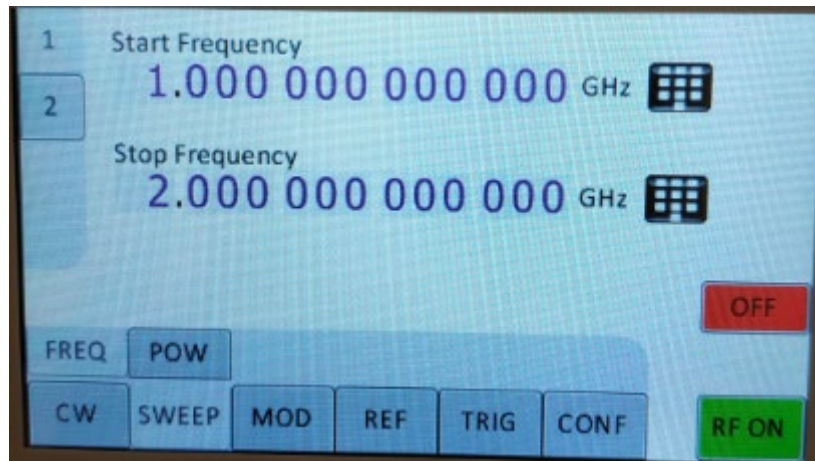 1
Start Frequency
1.000 000 000 000 GHz
2
Stop Frequency
2.000 000 000 000 GHz
OFF
FREQ POW
CW SWEEP MOD REF TRIG CONF RF ON